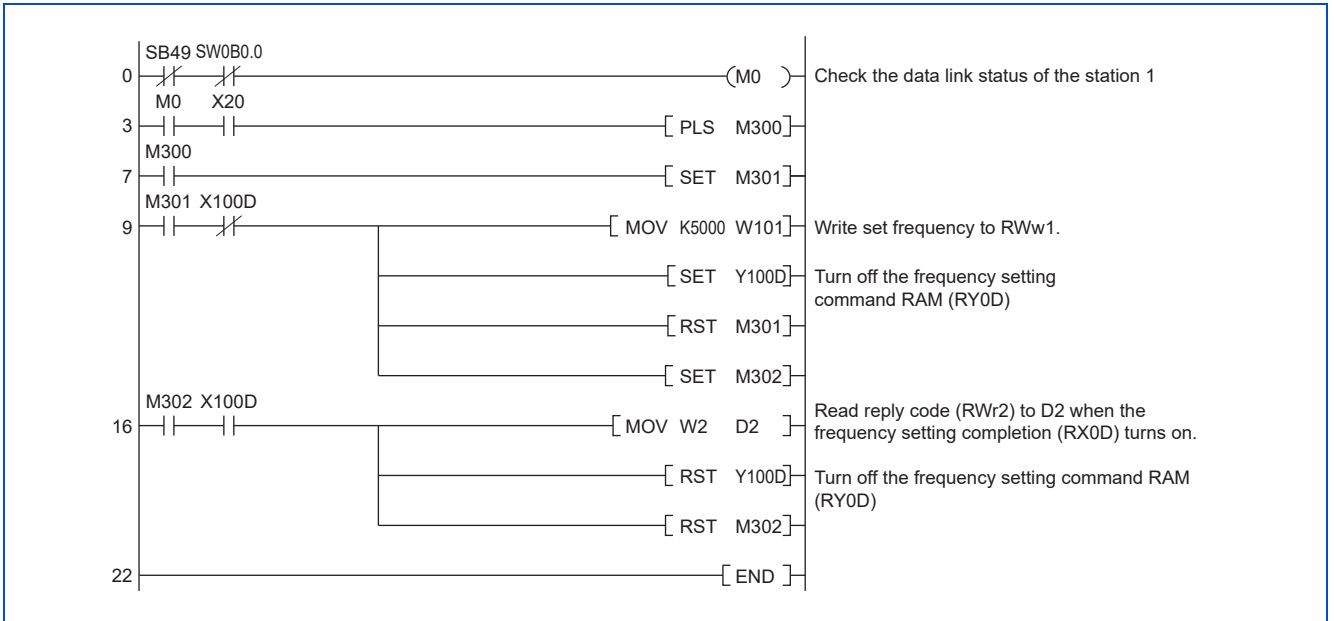 SB49 SW0B0.0
0 (M0 ) Check the data link status of the station 1
M0 X20
3 [ PLS M300]
M300
7 [ SET M301]
M301 X100D
9 [ MOV K5000 W101] Write set frequency to RWw1.
[ SET Y100D] Turn off the frequency setting
command RAM (RY0D)
[ RST M301]
[ SET M302]
M302 X100D
16 [ MOV W2 D2 ] Read reply code (RWr2) to D2 when the
frequency setting completion (RX0D) turns on.
[ RST Y100D] Turn off the frequency setting command RAM
(RY0D)
[ RST M302]
22 [ END ]